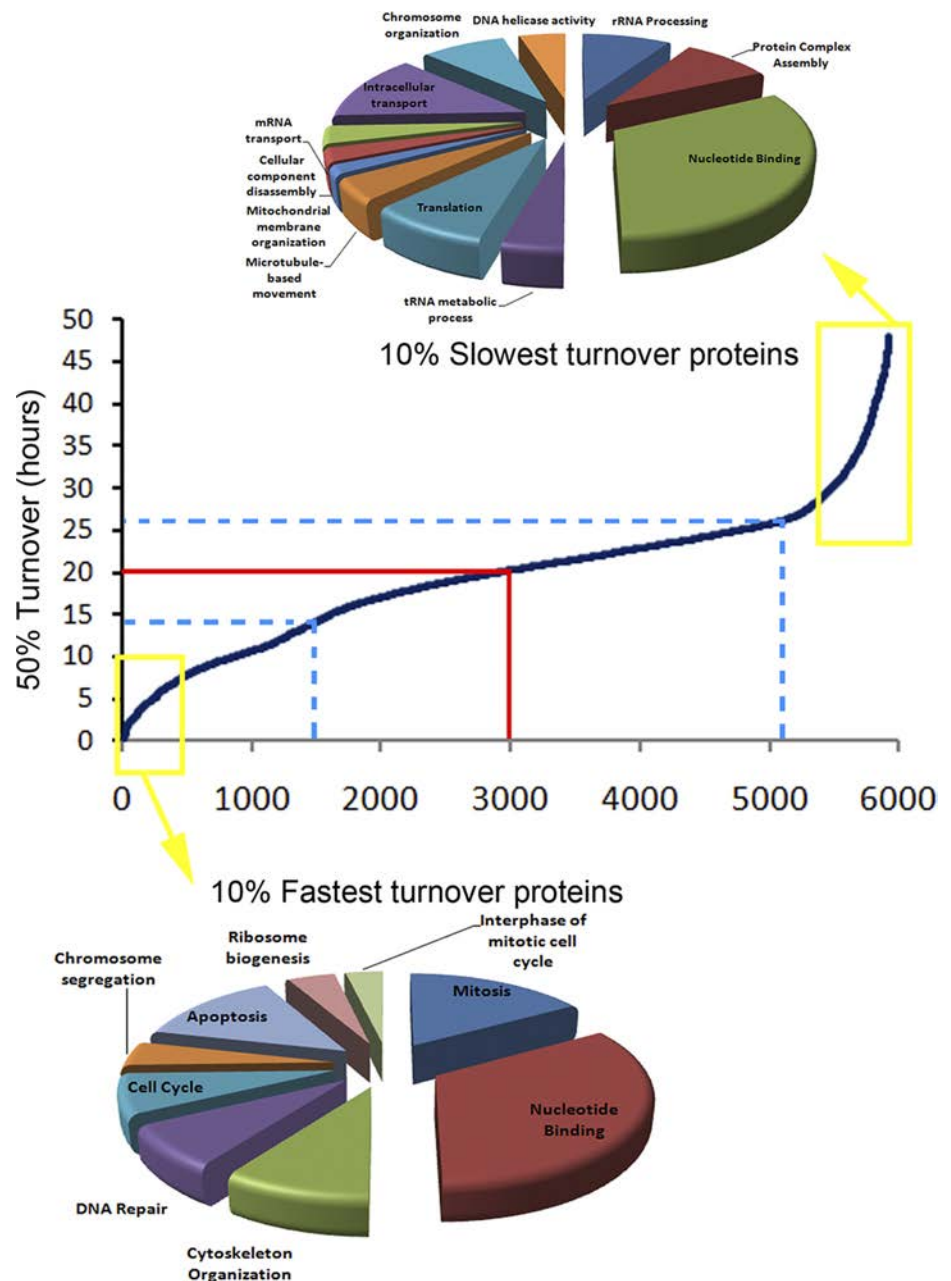 Chromosome
organization
DNA helicase activity
rRNA Processing
Protein Complex
Assembly
Intracellular
transport
mRNA
transport
Nucleotide Binding
Cellular
component
disassembly
Translation
Mitochondrial
membrane
organization
Microtubule-
based
movement
tRNA metabolic
process
50% Turnover (hours)
50
45
40
35
30
25
20
15
10
5
0
10% Slowest turnover proteins
0 1000 2000 3000 4000 5000 6000
10% Fastest turnover proteins
Ribosome
biogenesis
Interphase of
mitotic cell
cycle
Chromosome
segregation
Mitosis
Apoptosis
Cell Cycle
Nucleotide
Binding
DNA Repair
Cytoskeleton
Organization